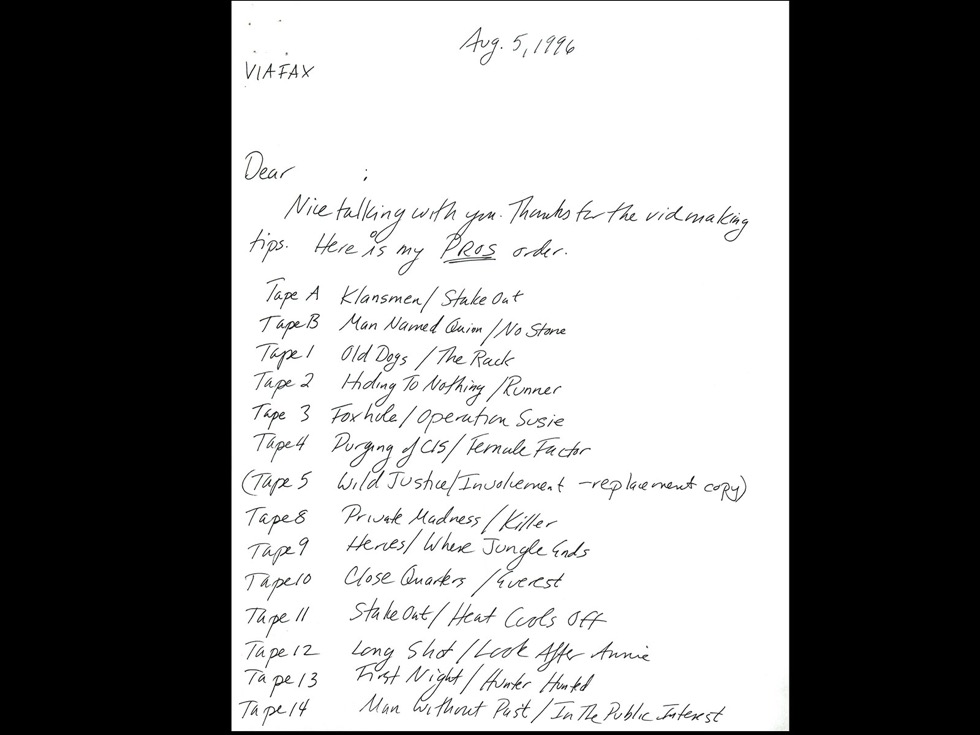 Aug. 5, 1996
VIA FAX
Dear :
Nice talking with you. Thanks for the vid making
tips. Here is my PROS order.
Tape A Klansmen / Stake Out
Tape B Man Named Quinn / No Stone
Tape 1 Old Dogs / The Rack
Tape 2 Hiding To Nothing / Runner
Tape 3 Foxhole / Operation Susie
Tape 4 Purging of CI5 / Female Factor
(Tape 5 Wild Justice / Involvement - replacement copy)
Tape 8 Private Madness / Killer
Tape 9 Heroes / Where Jungle Ends
Tape 10 Close Quarters / Everest
Tape 11 Stake Out / Heat Cools Off
Tape 12 Long Shot / Look After Annie
Tape 13 First Night / Hunter Hunted
Tape 14 Man Without Past / In The Public Interest